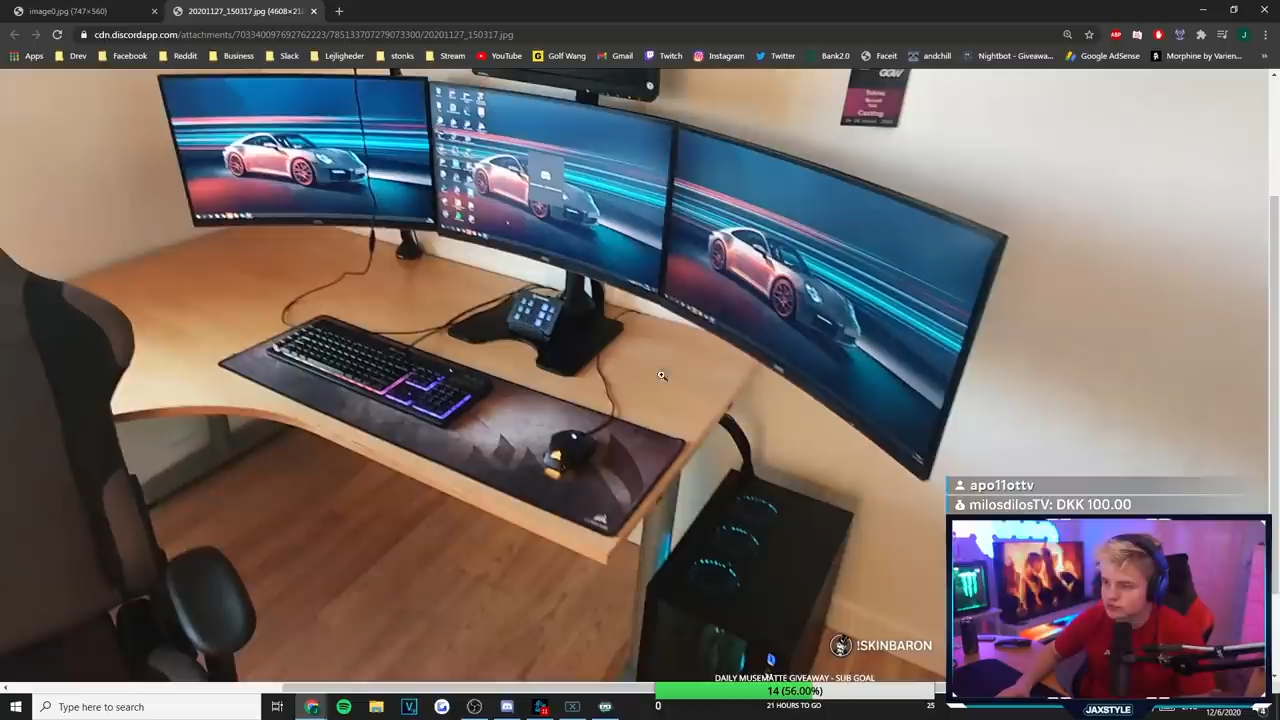 image0.jpg (747×560)
20201127_150317.jpg (4608×21
cdn.discordapp.com/attachments/703340097692762223/785133707279073300/20201127_150317.jpg
Apps
Drev
Facebook
Reddit
Business
Slack
Lejligheder
stonks
Stream
YouTube
Golf Wang
Gmail
Twitch
Instagram
Twitter
Bank2.0
Faceit
andchill
Nightbot - Giveawa...
Google AdSense
Morphine by Varien...
Casting
apo11ottv
milosdilosTV: DKK 100.00
!SKINBARON
DAILY MUSEMÅTTE GIVEAWAY - SUB GOAL
14 (56.00%)
0
21 HOURS TO GO
25
JAXSTYLE
Type here to search
12/6/2020